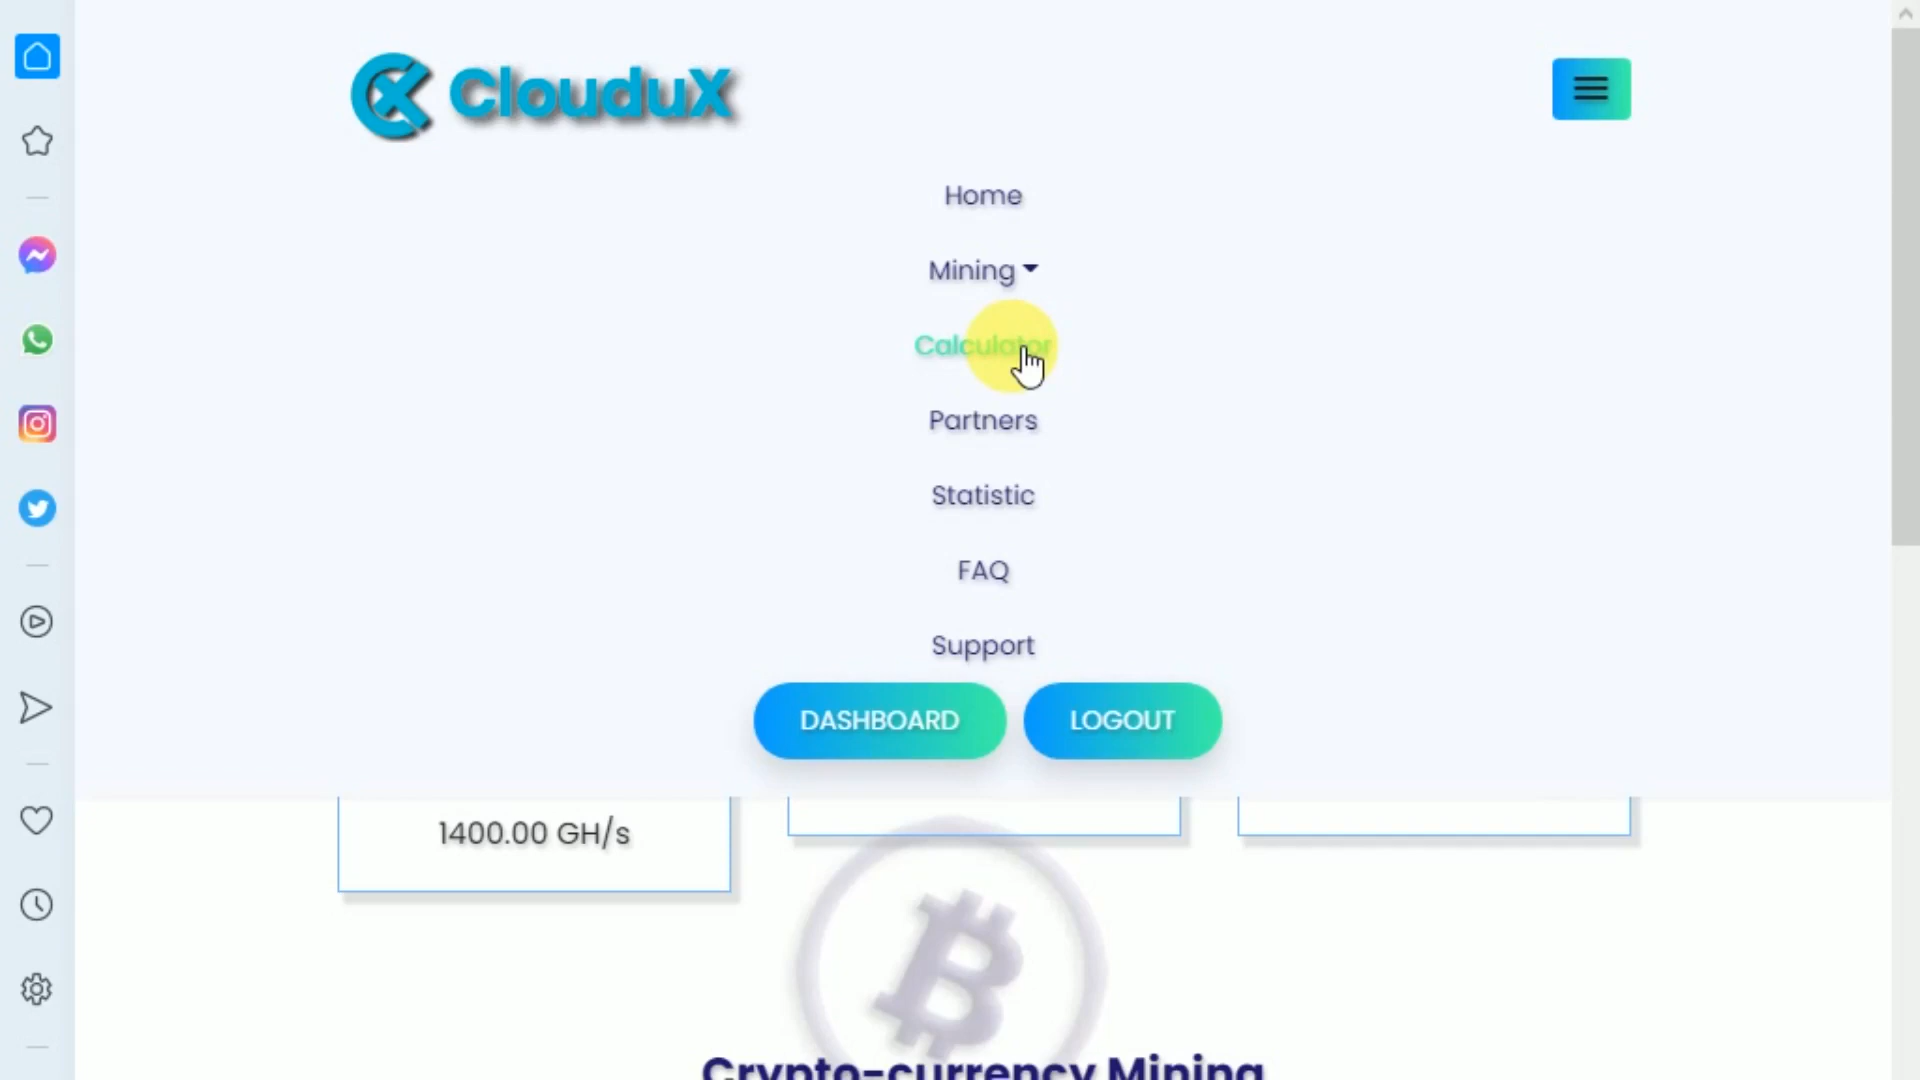 CloudUX
Home
Mining
Calculator
Partners
Statistic
FAQ
Support
DASHBOARD LOGOUT
1400.00 GH/s
Crypto-currency Mining